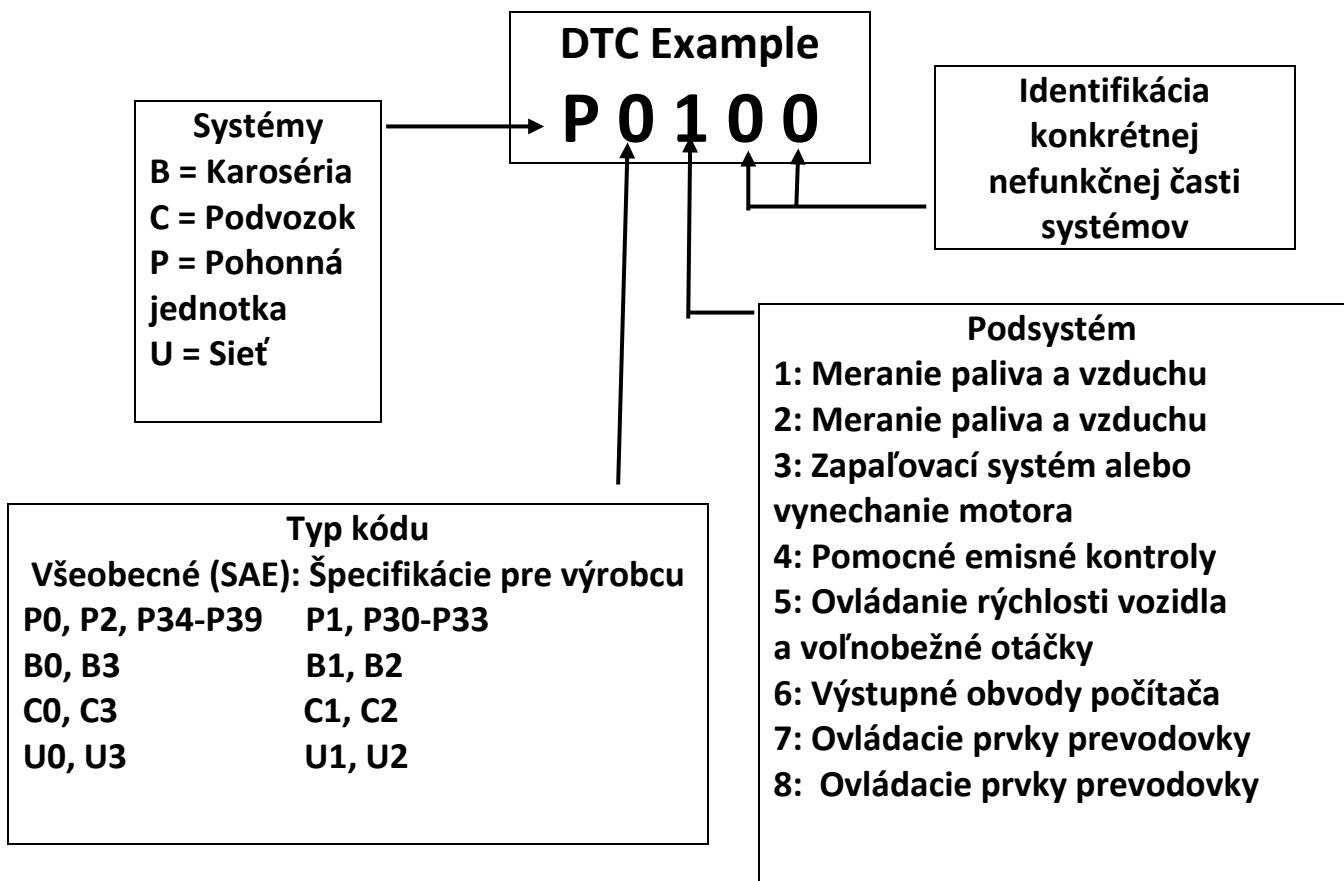 DTC Example
P 0 1 0 0
Systémy
B = Karoséria
C = Podvozok
P = Pohonná
jednotka
U = Sieť
Identifikácia
konkrétnej
nefunkčnej časti
systémov
Podsystém
1: Meranie paliva a vzduchu
2: Meranie paliva a vzduchu
3: Zapaľovací systém alebo
vynechanie motora
4: Pomocné emisné kontroly
5: Ovládanie rýchlosti vozidla
a voľnobežné otáčky
6: Výstupné obvody počítača
7: Ovládacie prvky prevodovky
8: Ovládacie prvky prevodovky
Typ kódu
Všeobecné (SAE): Špecifikácie pre výrobcu
P0, P2, P34-P39 P1, P30-P33
B0, B3 B1, B2
C0, C3 C1, C2
U0, U3 U1, U2